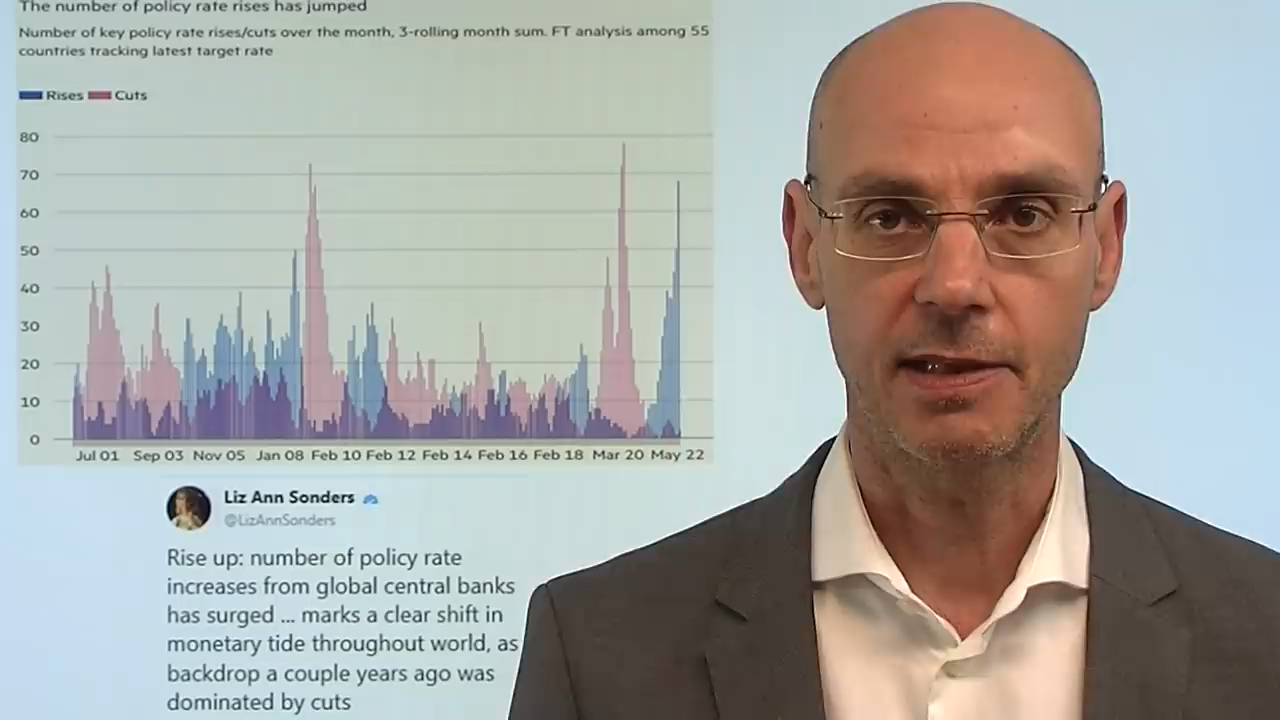 The number of policy rate rises has jumped
Number of key policy rate rises/cuts over the month, 3-rolling month sum. FT analysis among 55
countries tracking latest target rate
Rises Cuts
80
70
60
50
40
30
20
10
0
Jul 01 Sep 03 Nov 05 Jan 08 Feb 10 Feb 12 Feb 14 Feb 16 Feb 18 Mar 20 May 22
Liz Ann Sonders
@LizAnnSonders
Rise up: number of policy rate
increases from global central banks
has surged ... marks a clear shift in
monetary tide throughout world, as
backdrop a couple years ago was
dominated by cuts